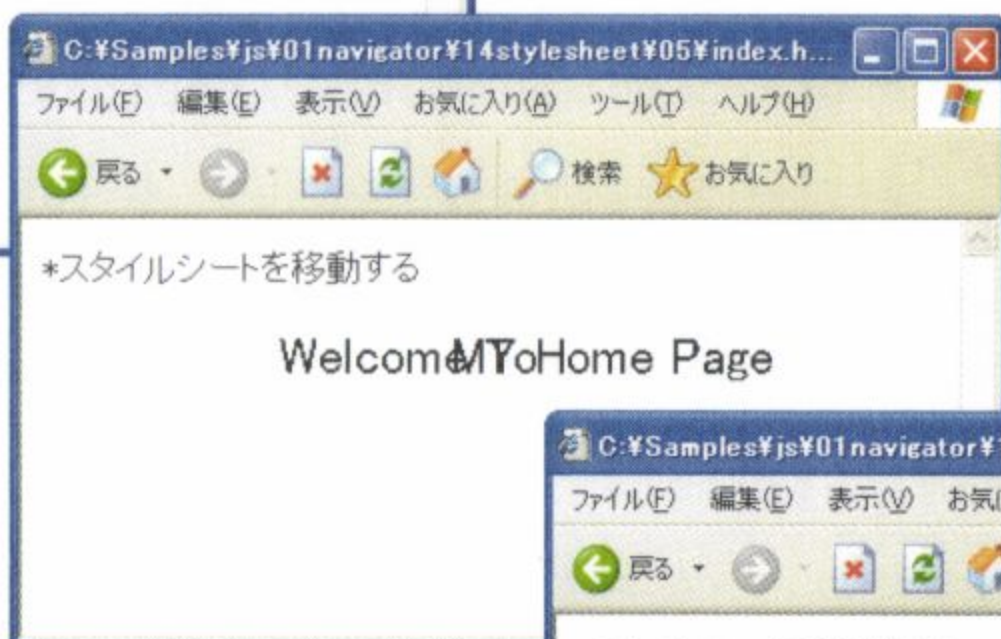 C:¥Samples¥js¥01navigator¥14stylesheet¥05¥index.h...
ファイル(F) 編集(E) 表示(V) お気に入り(A) ツール(T) ヘルプ(H)
戻る 検索 お気に入り
*スタイルシートを移動する
WelcomeMYToHome Page
C:¥Samples¥js¥01navigator¥
ファイル(F) 編集(E) 表示(V) お気に
戻る